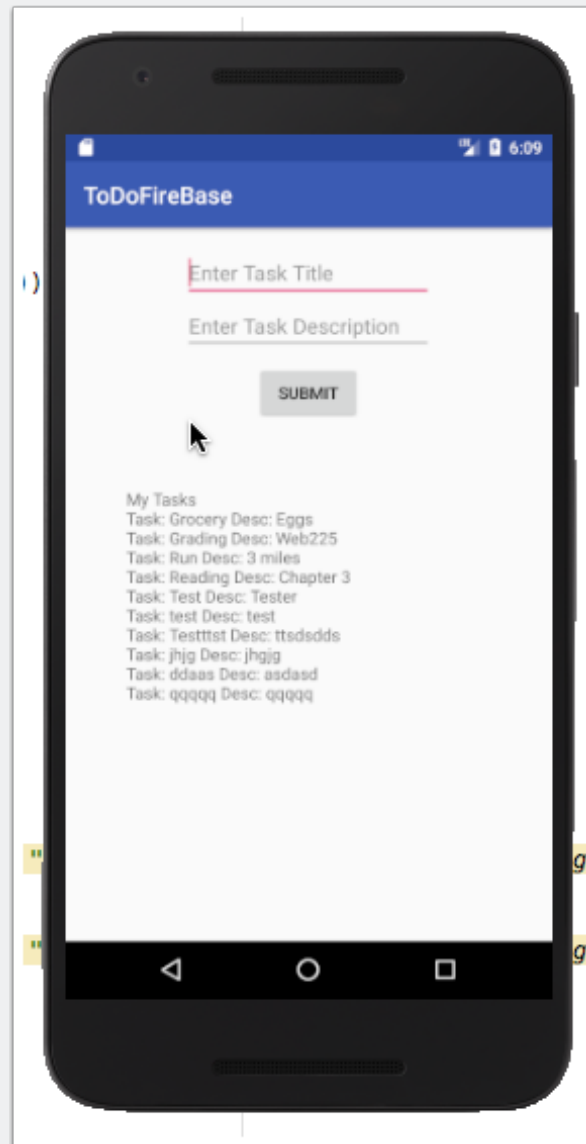 6:09
ToDoFireBase
)
Enter Task Title
Enter Task Description
SUBMIT
My Tasks
Task: Grocery Desc: Eggs
Task: Grading Desc: Web225
Task: Run Desc: 3 miles
Task: Reading Desc: Chapter 3
Task: Test Desc: Tester
Task: test Desc: test
Task: Testttst Desc: ttsdsdds
Task: jhjg Desc: jhgjg
Task: ddaas Desc: asdasd
Task: qqqqq Desc: qqqqq
" g
" g